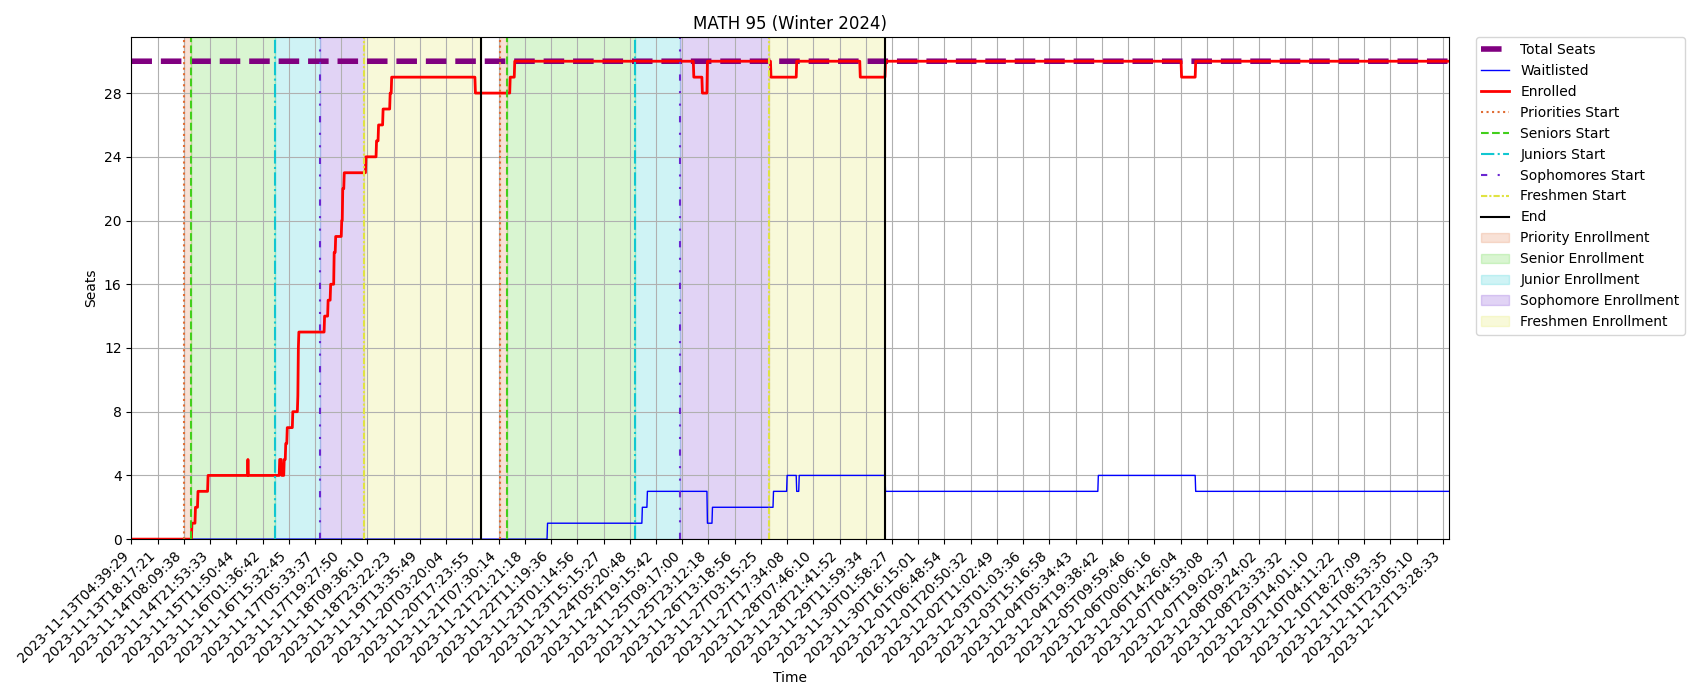 MATH 95 (Winter 2024)
Total Seats
Waitlisted
Enrolled
Priorities Start
Seniors Start
Juniors Start
Sophomores Start
Freshmen Start
End
Priority Enrollment
Senior Enrollment
Junior Enrollment
Sophomore Enrollment
Freshmen Enrollment
Seats
28
24
20
16
12
8
4
0
2023-11-13T04:39:29
2023-11-13T18:17:21
2023-11-14T08:09:38
2023-11-14T21:53:33
2023-11-15T11:50:44
2023-11-16T01:36:42
2023-11-16T15:32:45
2023-11-17T05:33:37
2023-11-17T19:27:50
2023-11-18T09:36:10
2023-11-18T23:22:23
2023-11-19T13:35:49
2023-11-20T03:20:04
2023-11-20T17:23:55
2023-11-21T07:30:14
2023-11-21T21:21:18
2023-11-22T11:19:36
2023-11-23T01:14:56
2023-11-23T15:15:27
2023-11-24T05:20:48
2023-11-24T19:15:42
2023-11-25T09:17:00
2023-11-25T23:12:18
2023-11-26T13:18:56
2023-11-27T03:15:25
2023-11-27T17:34:08
2023-11-28T07:46:10
2023-11-28T21:41:52
2023-11-29T11:59:34
2023-11-30T01:58:27
2023-11-30T16:15:01
2023-12-01T06:48:54
2023-12-01T20:50:32
2023-12-02T11:02:49
2023-12-03T01:03:36
2023-12-03T15:16:58
2023-12-04T05:34:43
2023-12-04T19:38:42
2023-12-05T09:59:46
2023-12-06T00:06:16
2023-12-06T14:26:04
2023-12-07T04:53:08
2023-12-07T19:02:37
2023-12-08T09:24:02
2023-12-08T23:33:32
2023-12-09T14:01:10
2023-12-10T04:11:22
2023-12-10T18:27:09
2023-12-11T08:53:35
2023-12-11T23:05:10
2023-12-12T13:28:33
Time